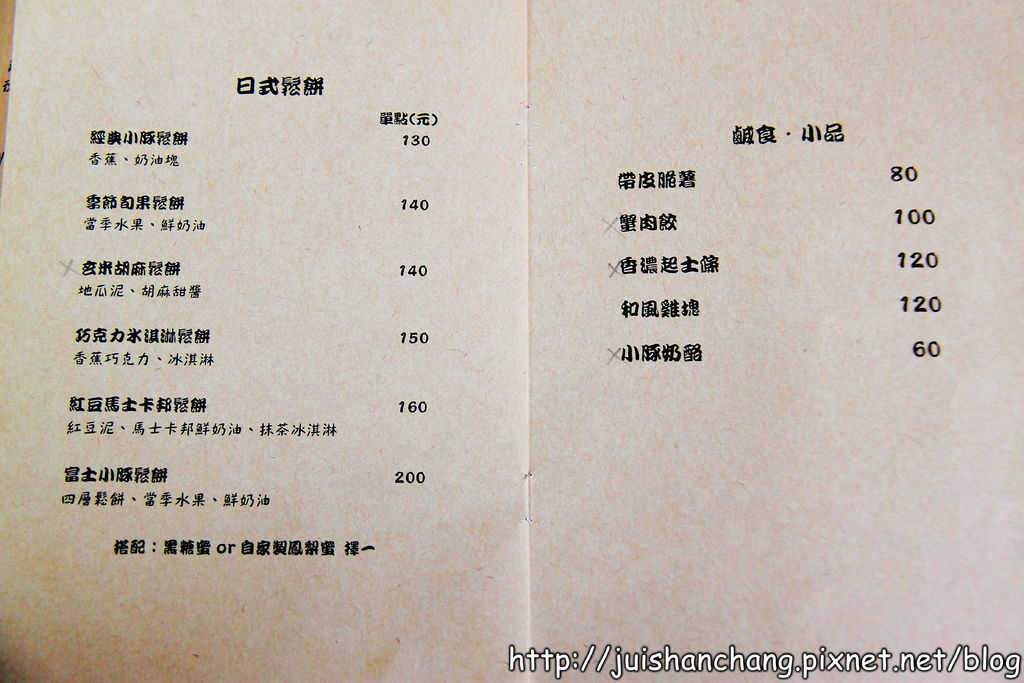 日式鬆餅
單點(元)
經典小豚鬆餅 130
香蕉、奶油塊
季節旬果鬆餅 140
當季水果、鮮奶油
玄米胡麻鬆餅 140
地瓜泥、胡麻甜醬
巧克力冰淇淋鬆餅 150
香蕉巧克力、冰淇淋
紅豆馬士卡邦鬆餅 160
紅豆泥、馬士卡邦鮮奶油、抹茶冰淇淋
富士小豚鬆餅 200
四層鬆餅、當季水果、鮮奶油
搭配：黑糖蜜 or 自家製鳳梨蜜 擇一
鹹食·小品
帶皮脆薯 80
蟹肉餃 100
香濃起士條 120
和風雞塊 120
小豚奶酪 60
http://juishanchang.pixnet.net/blog